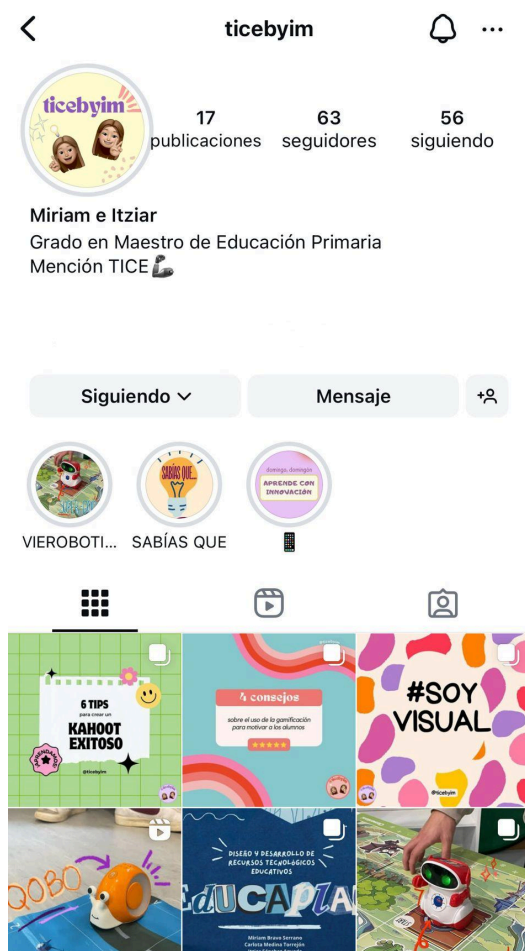 ticebyim
ticebyim
17
publicaciones
63
seguidores
56
siguiendo
Miriam e Itziar
Grado en Maestro de Educación Primaria
Mención TICE
Siguiendo
Mensaje
VIEROBOTI...
SABÍAS QUE...
SABÍAS QUE
domingo, domingón
APRENDE CON
INNOVACIÓN
6 TIPS
para crear un
KAHOOT
EXITOSO
@ticebyim
4 consejos
sobre el uso de la gamificación
para motivar a los alumnos
#SOY
VISUAL
@ticebyim
QOBO
DISEÑO Y DESARROLLO DE
RECURSOS TECNOLÓGICOS
EDUCATIVOS
EDUCAPLA
Miriam Bravo Serrano
Carlota Medina Torrejón